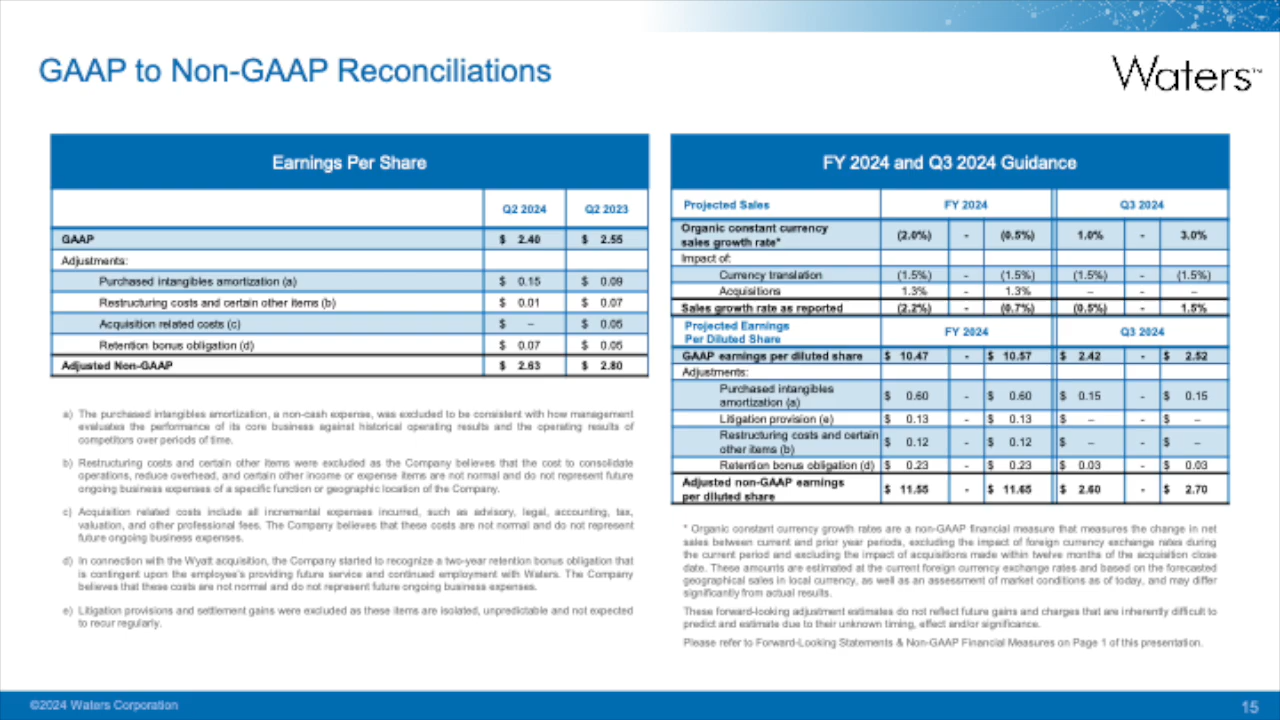 GAAP to Non-GAAP Reconciliations
Waters™
Earnings Per Share
Q2 2024 Q2 2023
GAAP $ 2.40 $ 2.55
Adjustments:
Purchased intangibles amortization (a) $ 0.15 $ 0.09
Restructuring costs and certain other items (b) $ 0.01 $ 0.07
Acquisition related costs (c) $ – $ 0.05
Retention bonus obligation (d) $ 0.07 $ 0.05
Adjusted Non-GAAP $ 2.63 $ 2.80
a) The purchased intangibles amortization, a non-cash expense, was excluded to be consistent with how management
evaluates the performance of its core business against historical operating results and the operating results of
competitors over periods of time.
b) Restructuring costs and certain other items were excluded as the Company believes that the cost to consolidate
operations, reduce overhead, and certain other income or expense items are not normal and do not represent future
ongoing business expenses of a specific function or geographic location of the Company.
c) Acquisition related costs include all incremental expenses incurred, such as advisory, legal, accounting, tax,
valuation, and other professional fees. The Company believes that these costs are not normal and do not represent
future ongoing business expenses.
d) In connection with the Wyatt acquisition, the Company started to recognize a two-year retention bonus obligation that
is contingent upon the employee's providing future service and continued employment with Waters. The Company
believes that these costs are not normal and do not represent future ongoing business expenses.
e) Litigation provisions and settlement gains were excluded as these items are isolated, unpredictable and not expected
to recur regularly.
FY 2024 and Q3 2024 Guidance
Projected Sales FY 2024 Q3 2024
Organic constant currency
sales growth rate* (2.0%) - (0.5%) 1.0% - 3.0%
Impact of:
Currency translation (1.5%) - (1.5%) (1.5%) - (1.5%)
Acquisitions 1.3% - 1.3% – - –
Sales growth rate as reported (2.2%) - (0.7%) (0.5%) - 1.5%
Projected Earnings
Per Diluted Share FY 2024 Q3 2024
GAAP earnings per diluted share $ 10.47 - $ 10.57 $ 2.42 - $ 2.52
Adjustments:
Purchased intangibles
amortization (a) $ 0.60 - $ 0.60 $ 0.15 - $ 0.15
Litigation provision (e) $ 0.13 - $ 0.13 $ – - $ –
Restructuring costs and certain
other items (b) $ 0.12 - $ 0.12 $ – - $ –
Retention bonus obligation (d) $ 0.23 - $ 0.23 $ 0.03 - $ 0.03
Adjusted non-GAAP earnings
per diluted share $ 11.55 - $ 11.65 $ 2.60 - $ 2.70
* Organic constant currency growth rates are a non-GAAP financial measure that measures the change in net
sales between current and prior year periods, excluding the impact of foreign currency exchange rates during
the current period and excluding the impact of acquisitions made within twelve months of the acquisition close
date. These amounts are estimated at the current foreign currency exchange rates and based on the forecasted
geographical sales in local currency, as well as an assessment of market conditions as of today, and may differ
significantly from actual results.
These forward-looking adjustment estimates do not reflect future gains and charges that are inherently difficult to
predict and estimate due to their unknown timing, effect and/or significance.
Please refer to Forward-Looking Statements & Non-GAAP Financial Measures on Page 1 of this presentation.
©2024 Waters Corporation
15